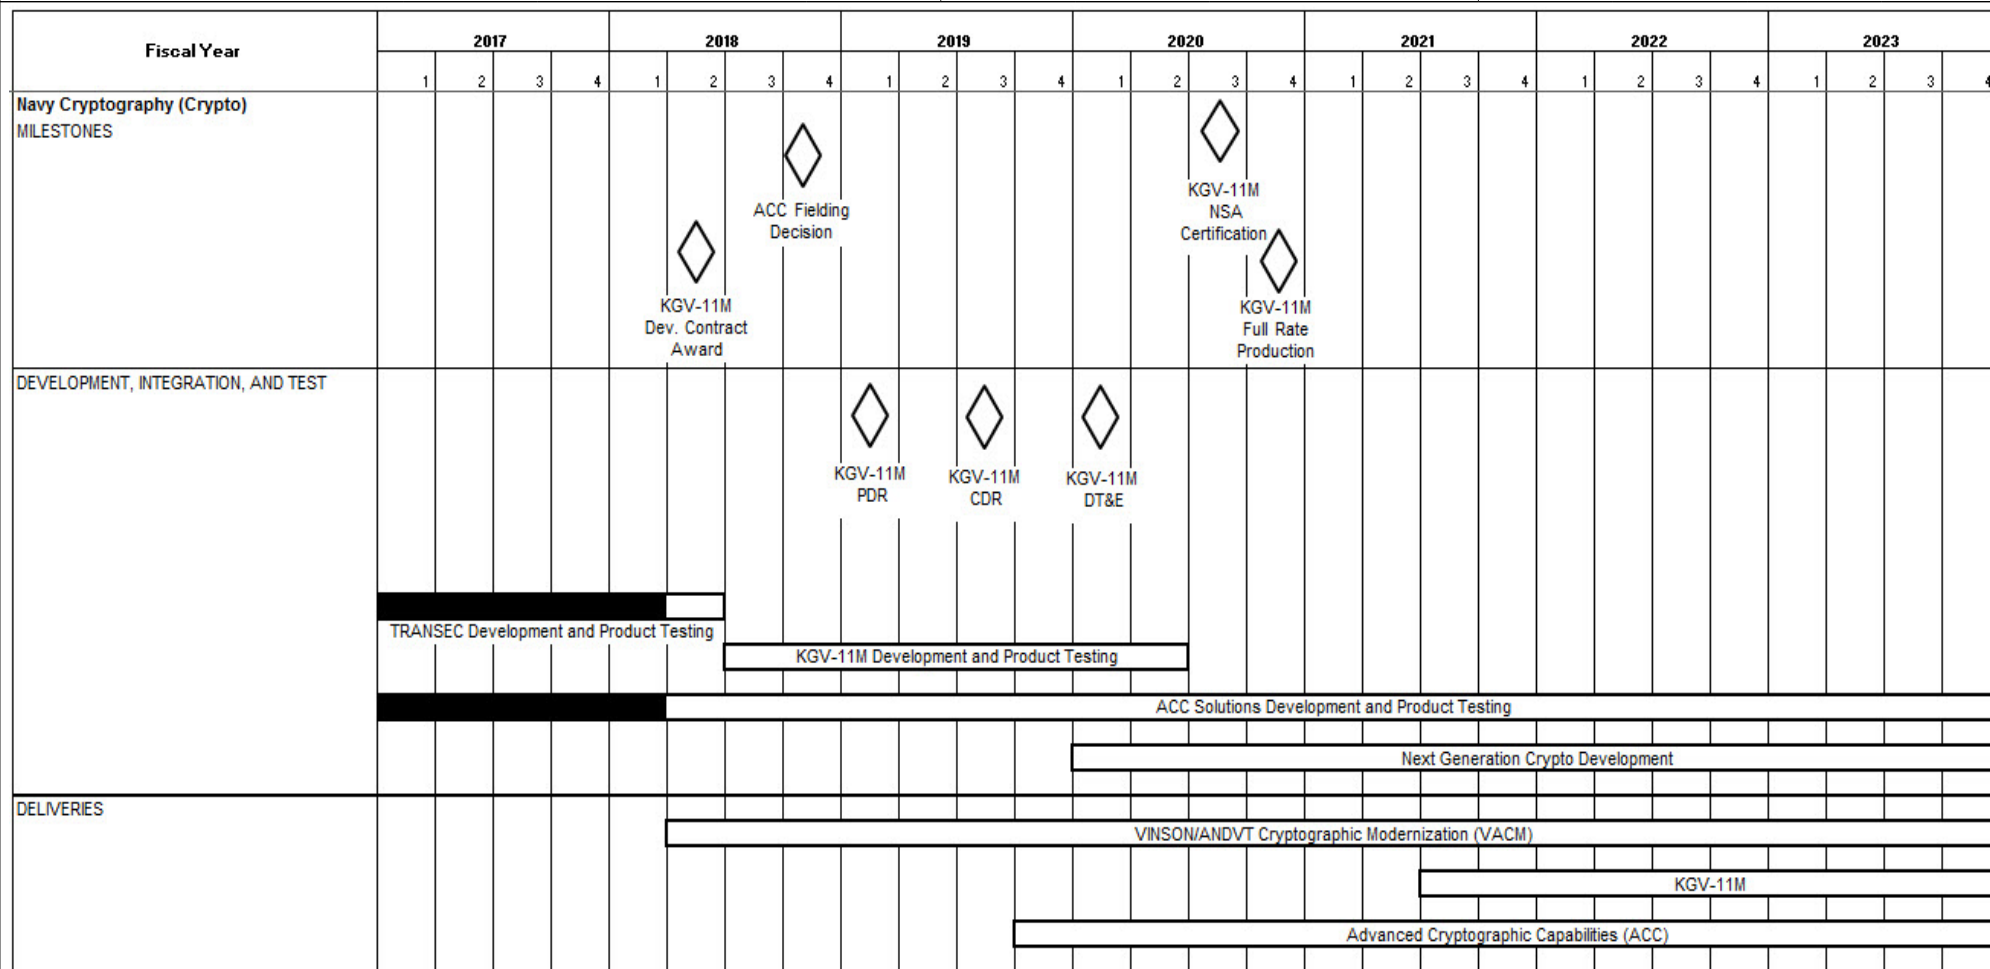 Fiscal Year
2017 2018 2019 2020 2021 2022 2023
1 2 3 4 1 2 3 4 1 2 3 4 1 2 3 4 1 2 3 4 1 2 3 4 1 2 3 4
Navy Cryptography (Crypto)
MILESTONES
KGV-11M
NSA
Certification
ACC Fielding
Decision
KGV-11M
Dev. Contract
Award
KGV-11M
Full Rate
Production
DEVELOPMENT, INTEGRATION, AND TEST
KGV-11M
PDR
KGV-11M
CDR
KGV-11M
DT&E
TRANSEC Development and Product Testing
KGV-11M Development and Product Testing
ACC Solutions Development and Product Testing
Next Generation Crypto Development
DELIVERIES
VINSON/ANDVT Cryptographic Modernization (VACM)
KGV-11M
Advanced Cryptographic Capabilities (ACC)